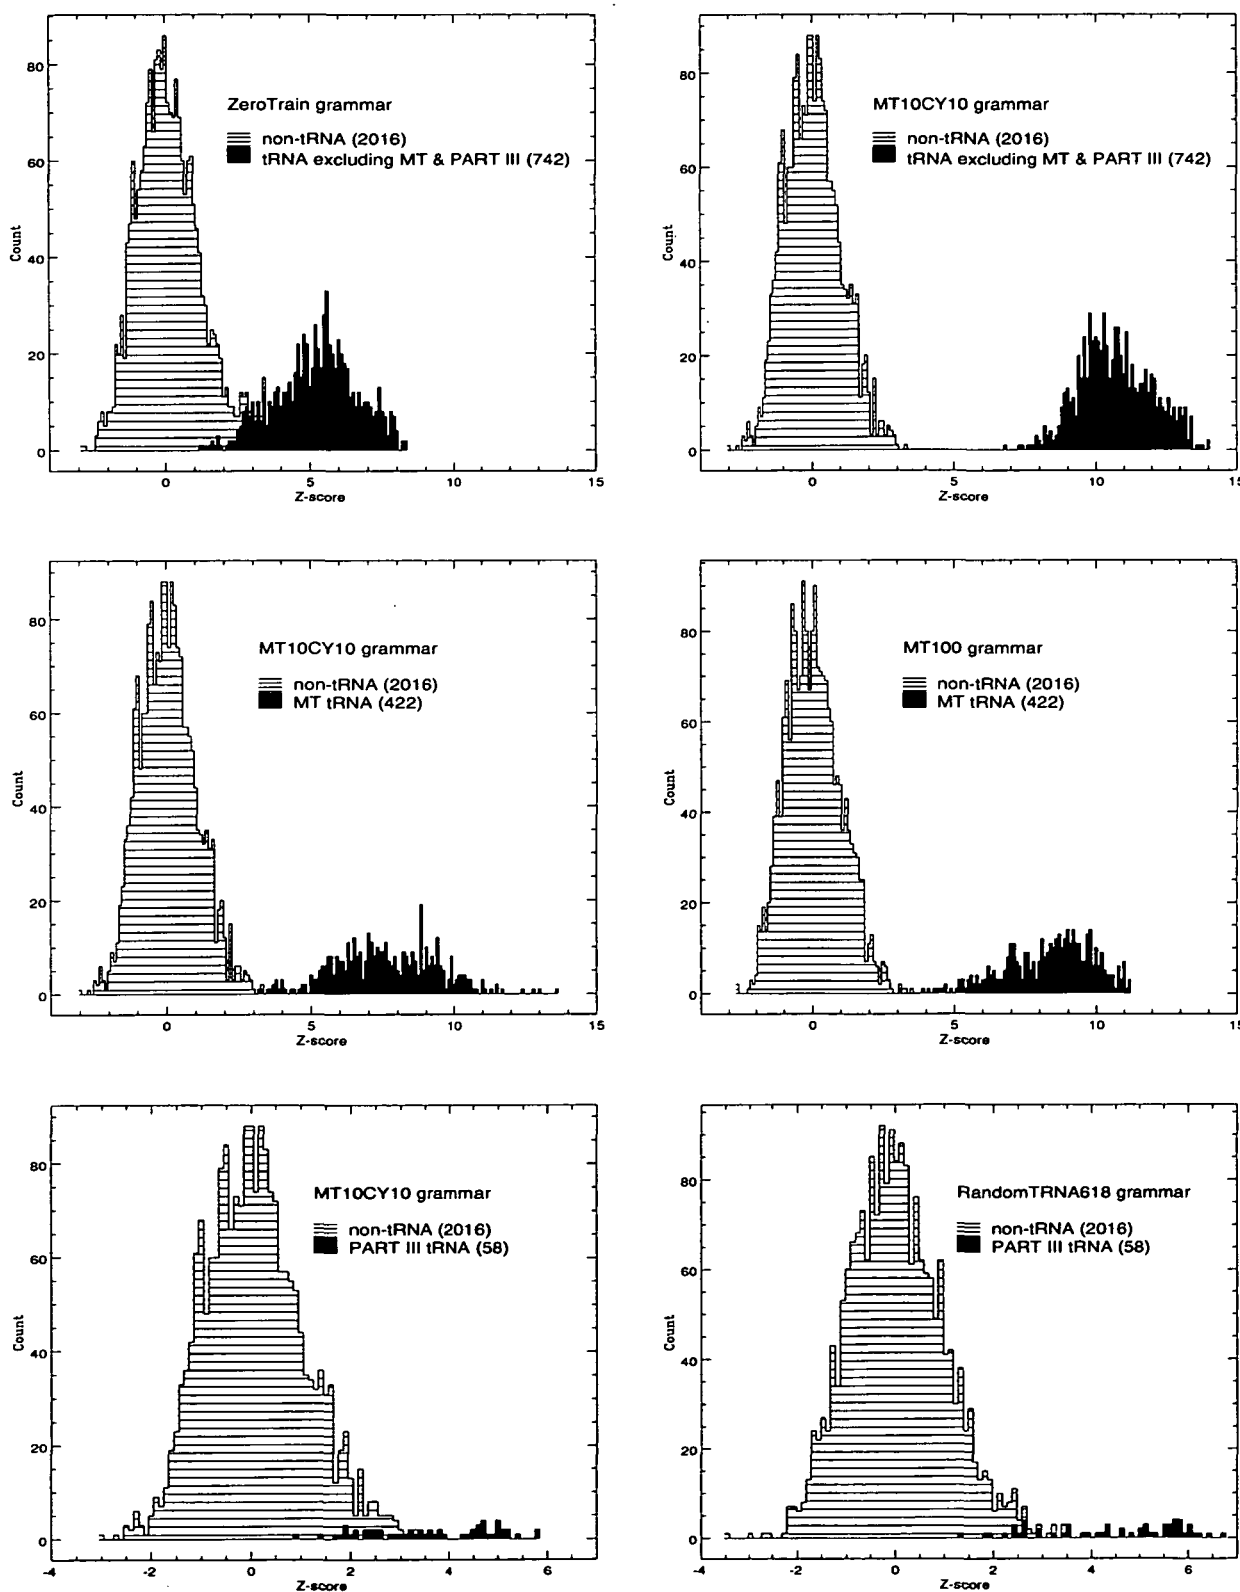 80
60
40
20
0
Count
ZeroTrain grammar
non-tRNA (2016)
tRNA excluding MT & PART III (742)
0
5
10
15
Z-score
80
60
40
20
0
Count
MT10CY10 grammar
non-tRNA (2016)
tRNA excluding MT & PART III (742)
0
5
10
15
Z-score
80
60
40
20
0
Count
MT10CY10 grammar
non-tRNA (2016)
MT tRNA (422)
0
5
10
15
Z-score
80
60
40
20
0
Count
MT100 grammar
non-tRNA (2016)
MT tRNA (422)
0
5
10
15
Z-score
80
60
40
20
0
Count
MT10CY10 grammar
non-tRNA (2016)
PART III tRNA (58)
-4
-2
0
2
4
6
Z-score
80
60
40
20
0
Count
RandomTRNA618 grammar
non-tRNA (2016)
PART III tRNA (58)
-4
-2
0
2
4
6
Z-score